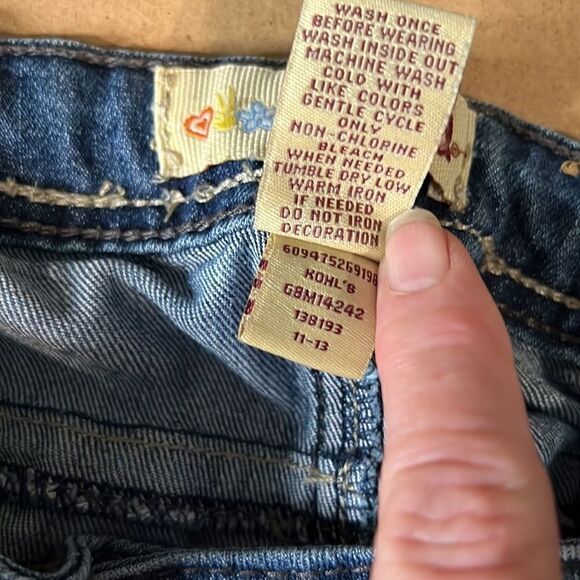 WASH ONCE
BEFORE WEARING
WASH INSIDE OUT
MACHINE WASH
COLD WITH
LIKE COLORS
GENTLE CYCLE
ONLY
NON-CHLORINE
BLEACH
WHEN NEEDED
TUMBLE DRY LOW
WARM IRON
IF NEEDED
DO NOT IRON
DECORATION
609475269198
KOHL'S
GBM14242
138193
11-13